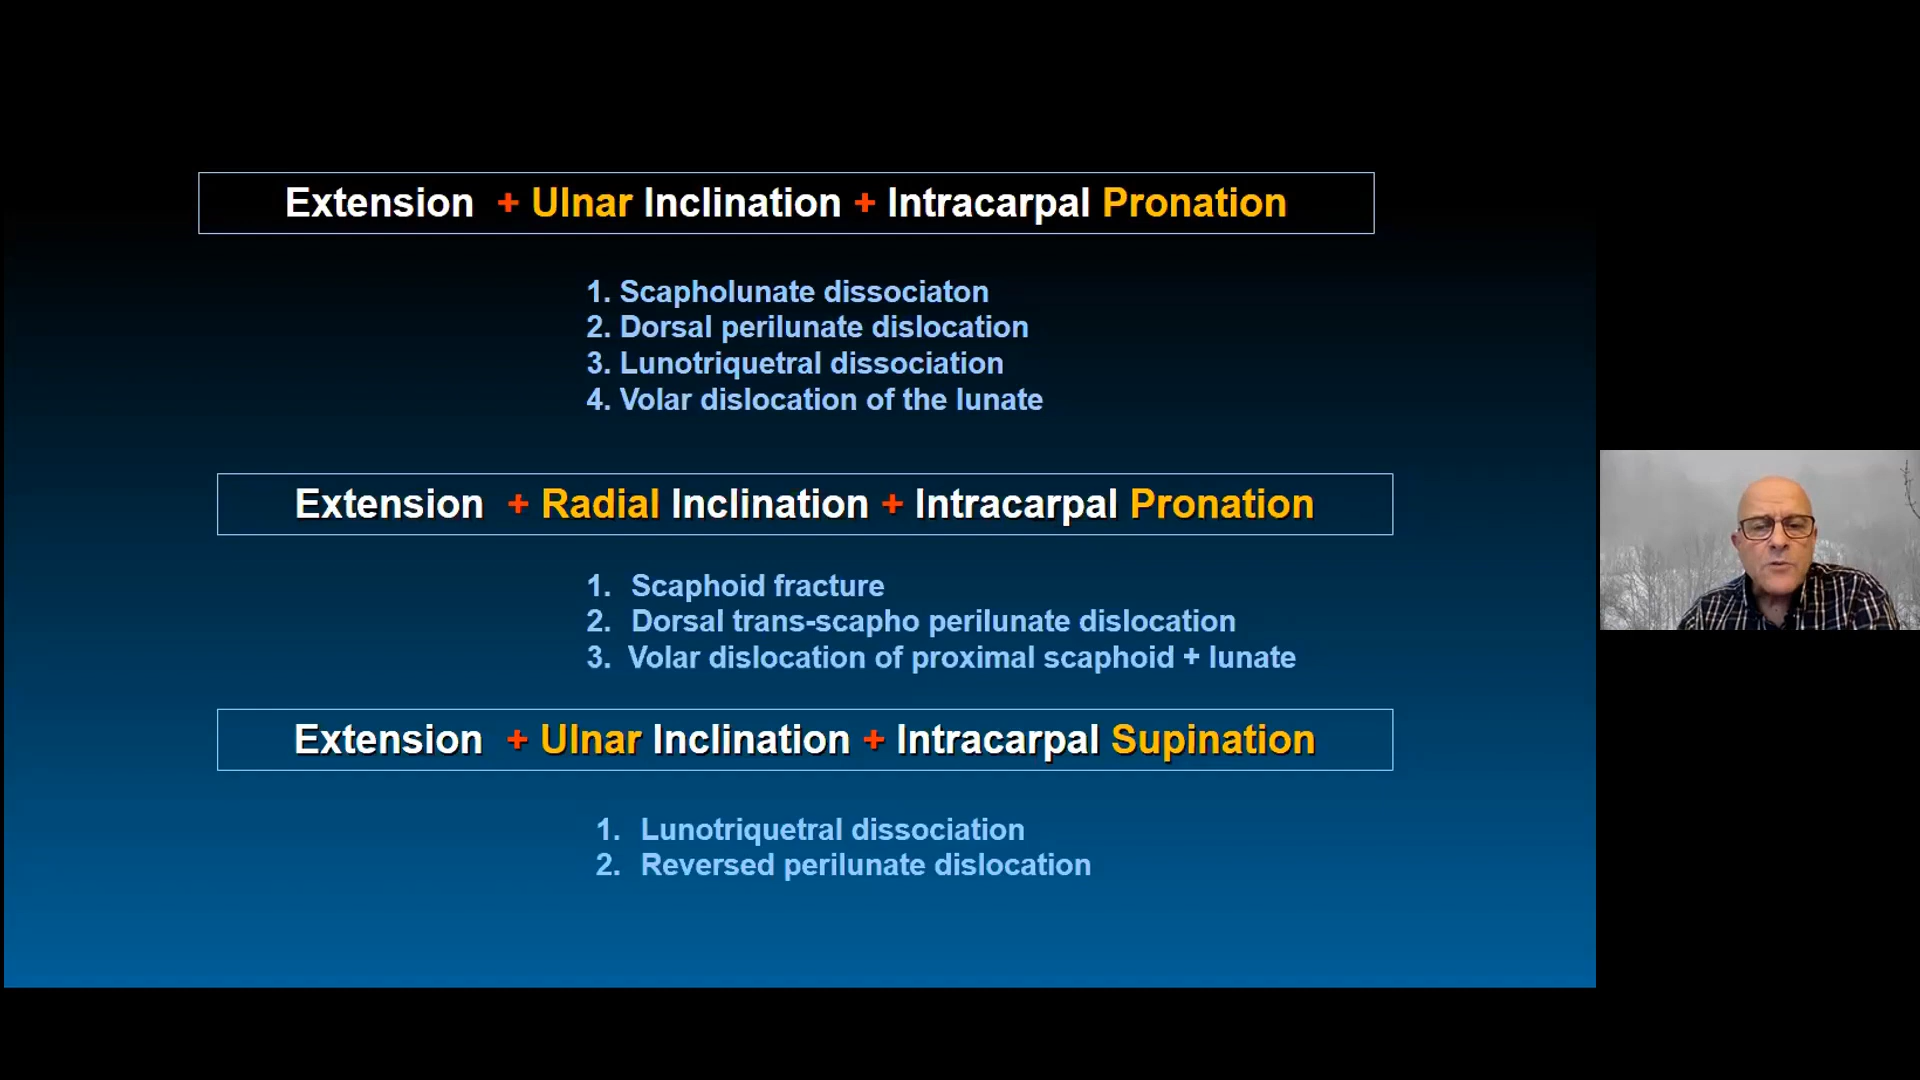 Extension + Ulnar Inclination + Intracarpal Pronation
1. Scapholunate dissociaton
2. Dorsal perilunate dislocation
3. Lunotriquetral dissociation
4. Volar dislocation of the lunate
Extension + Radial Inclination + Intracarpal Pronation
1. Scaphoid fracture
2. Dorsal trans-scapho perilunate dislocation
3. Volar dislocation of proximal scaphoid + lunate
Extension + Ulnar Inclination + Intracarpal Supination
1. Lunotriquetral dissociation
2. Reversed perilunate dislocation